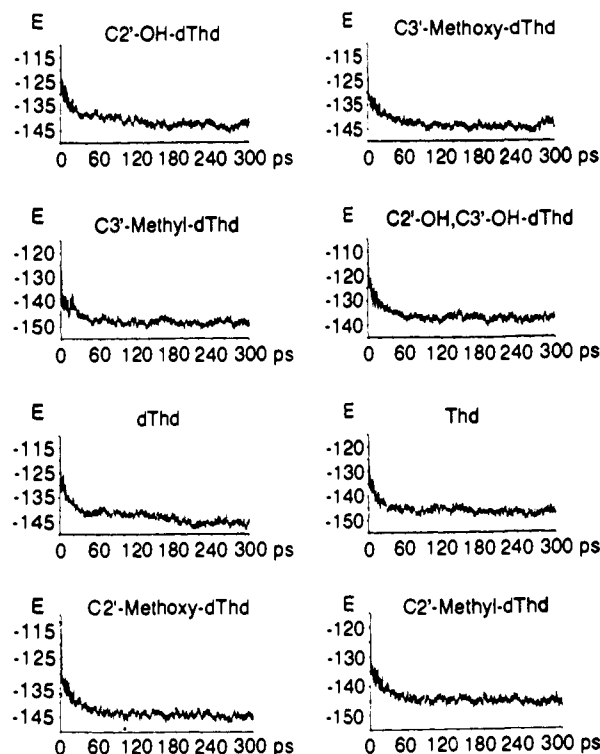 E C2'-OH-dThd
-115
-125
-135
-145
0 60 120 180 240 300 ps
E C3'-Methoxy-dThd
-115
-125
-135
-145
0 60 120 180 240 300 ps
E C3'-Methyl-dThd
-120
-130
-140
-150
0 60 120 180 240 300 ps
E C2'-OH,C3'-OH-dThd
-110
-120
-130
-140
0 60 120 180 240 300 ps
E dThd
-115
-125
-135
-145
0 60 120 180 240 300 ps
E Thd
-120
-130
-140
-150
0 60 120 180 240 300 ps
E C2'-Methoxy-dThd
-115
-125
-135
-145
0 60 120 180 240 300 ps
E C2'-Methyl-dThd
-120
-130
-140
-150
0 60 120 180 240 300 ps